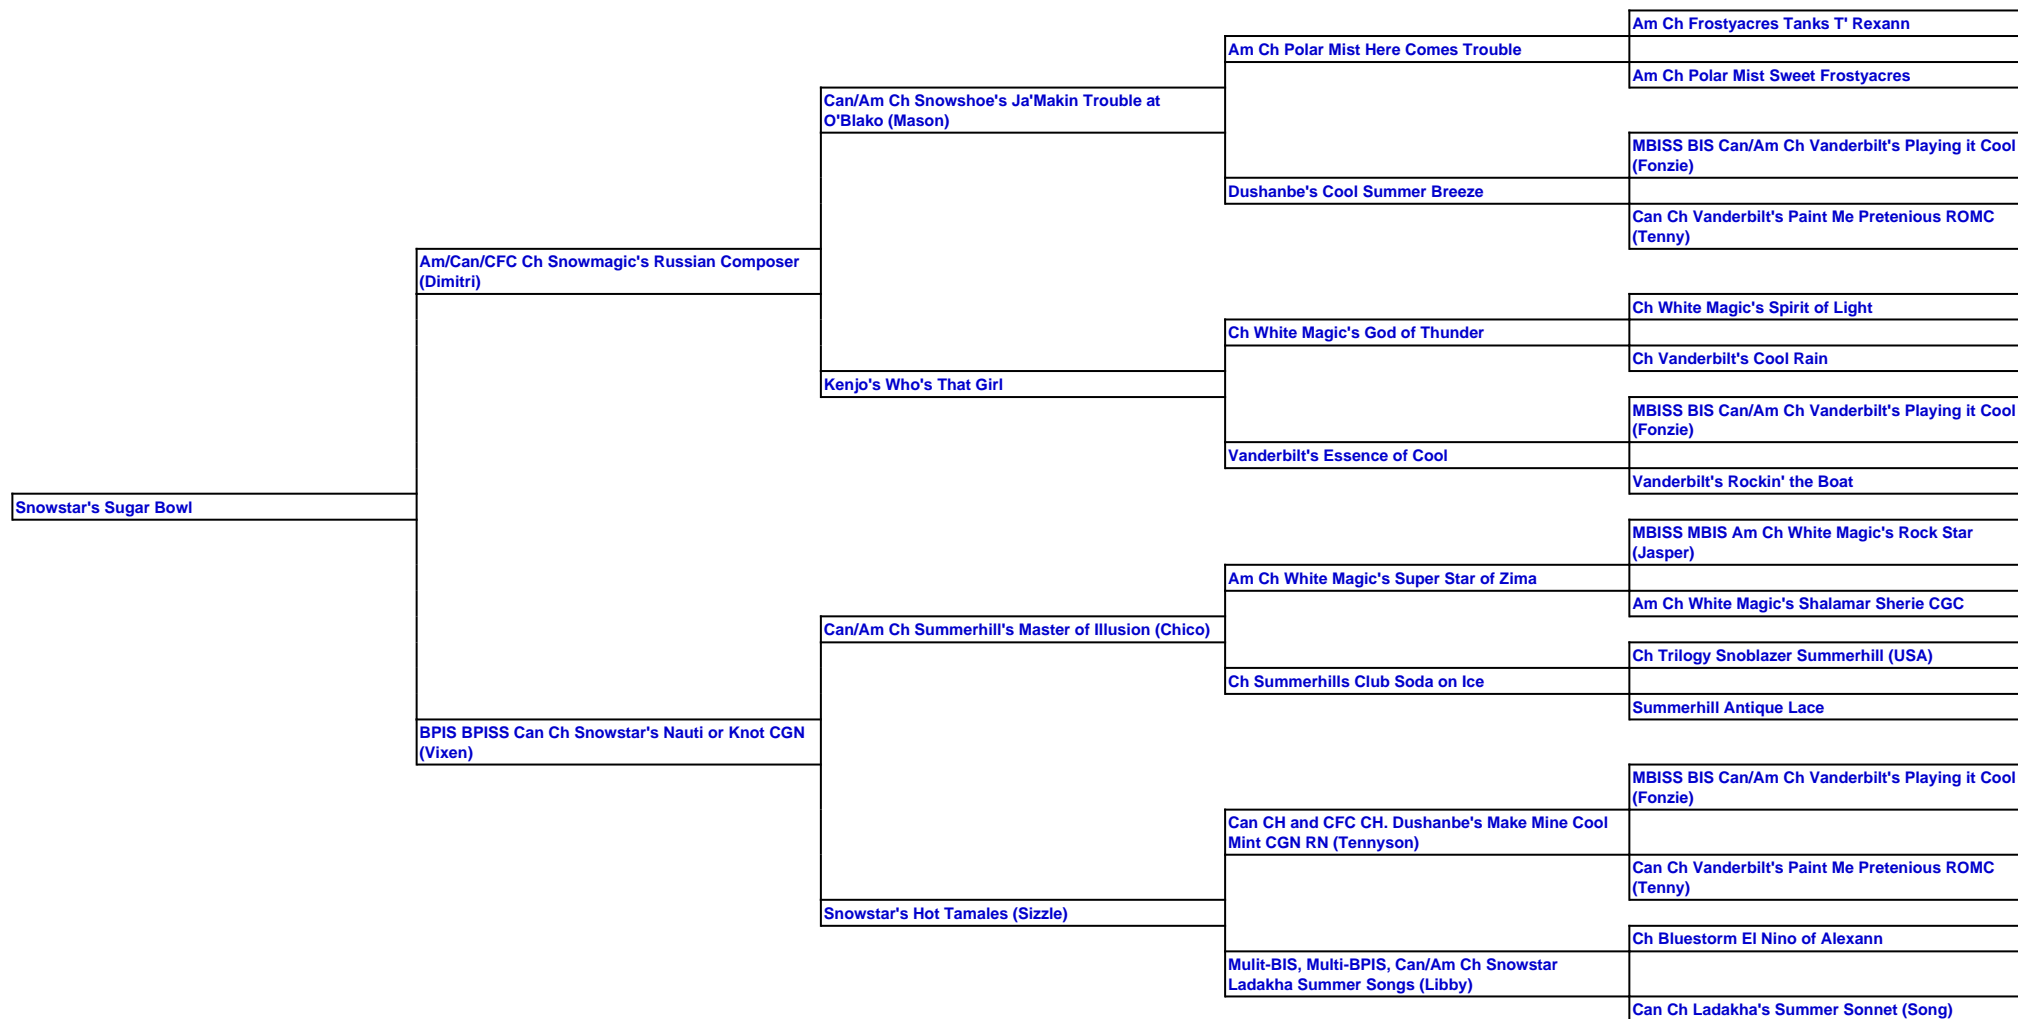 Am Ch Frostyacres Tanks T' Rexann
Am Ch Polar Mist Here Comes Trouble
Am Ch Polar Mist Sweet Frostyacres
Can/Am Ch Snowshoe's Ja'Makin Trouble at
O'Blako (Mason)
MBISS BIS Can/Am Ch Vanderbilt's Playing it Cool
(Fonzie)
Dushanbe's Cool Summer Breeze
Can Ch Vanderbilt's Paint Me Pretenious ROMC
(Tenny)
Am/Can/CFC Ch Snowmagic's Russian Composer
(Dimitri)
Ch White Magic's Spirit of Light
Ch White Magic's God of Thunder
Ch Vanderbilt's Cool Rain
Kenjo's Who's That Girl
MBISS BIS Can/Am Ch Vanderbilt's Playing it Cool
(Fonzie)
Vanderbilt's Essence of Cool
Vanderbilt's Rockin' the Boat
Snowstar's Sugar Bowl
MBISS MBIS Am Ch White Magic's Rock Star
(Jasper)
Am Ch White Magic's Super Star of Zima
Am Ch White Magic's Shalamar Sherie CGC
Can/Am Ch Summerhill's Master of Illusion (Chico)
Ch Trilogy Snoblazer Summerhill (USA)
Ch Summerhills Club Soda on Ice
Summerhill Antique Lace
BPIS BPISS Can Ch Snowstar's Nauti or Knot CGN
(Vixen)
MBISS BIS Can/Am Ch Vanderbilt's Playing it Cool
(Fonzie)
Can CH and CFC CH. Dushanbe's Make Mine Cool
Mint CGN RN (Tennyson)
Can Ch Vanderbilt's Paint Me Pretenious ROMC
(Tenny)
Snowstar's Hot Tamales (Sizzle)
Ch Bluestorm El Nino of Alexann
Mulit-BIS, Multi-BPIS, Can/Am Ch Snowstar
Ladakha Summer Songs (Libby)
Can Ch Ladakha's Summer Sonnet (Song)